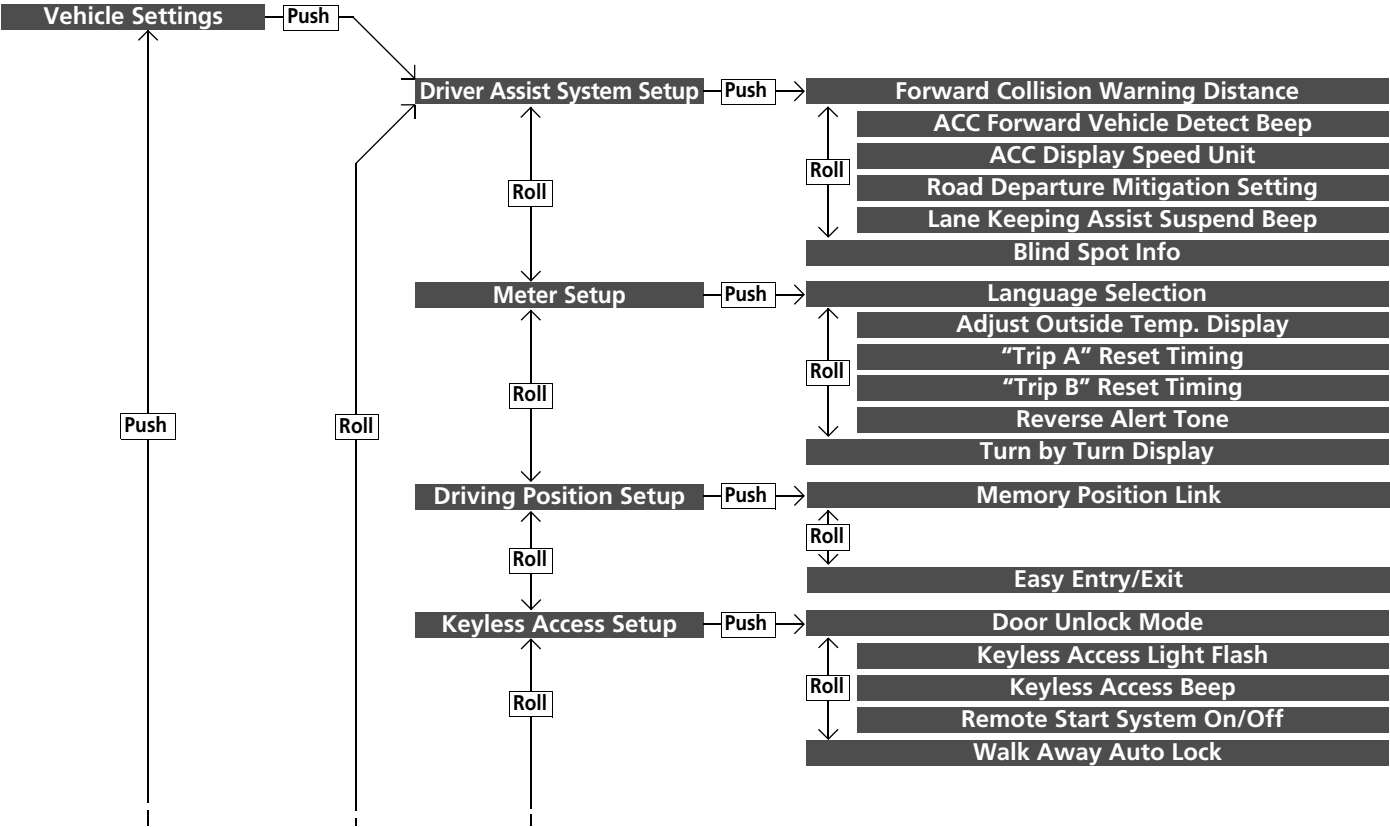 Vehicle Settings
Push
Driver Assist System Setup
Push
Forward Collision Warning Distance
ACC Forward Vehicle Detect Beep
ACC Display Speed Unit
Roll
Road Departure Mitigation Setting
Roll
Lane Keeping Assist Suspend Beep
Blind Spot Info
Meter Setup
Push
Language Selection
Adjust Outside Temp. Display
“Trip A” Reset Timing
Roll
“Trip B” Reset Timing
Roll
Reverse Alert Tone
Push
Roll
Turn by Turn Display
Driving Position Setup
Push
Memory Position Link
Roll
Roll
Easy Entry/Exit
Keyless Access Setup
Push
Door Unlock Mode
Keyless Access Light Flash
Roll
Keyless Access Beep
Roll
Remote Start System On/Off
Walk Away Auto Lock